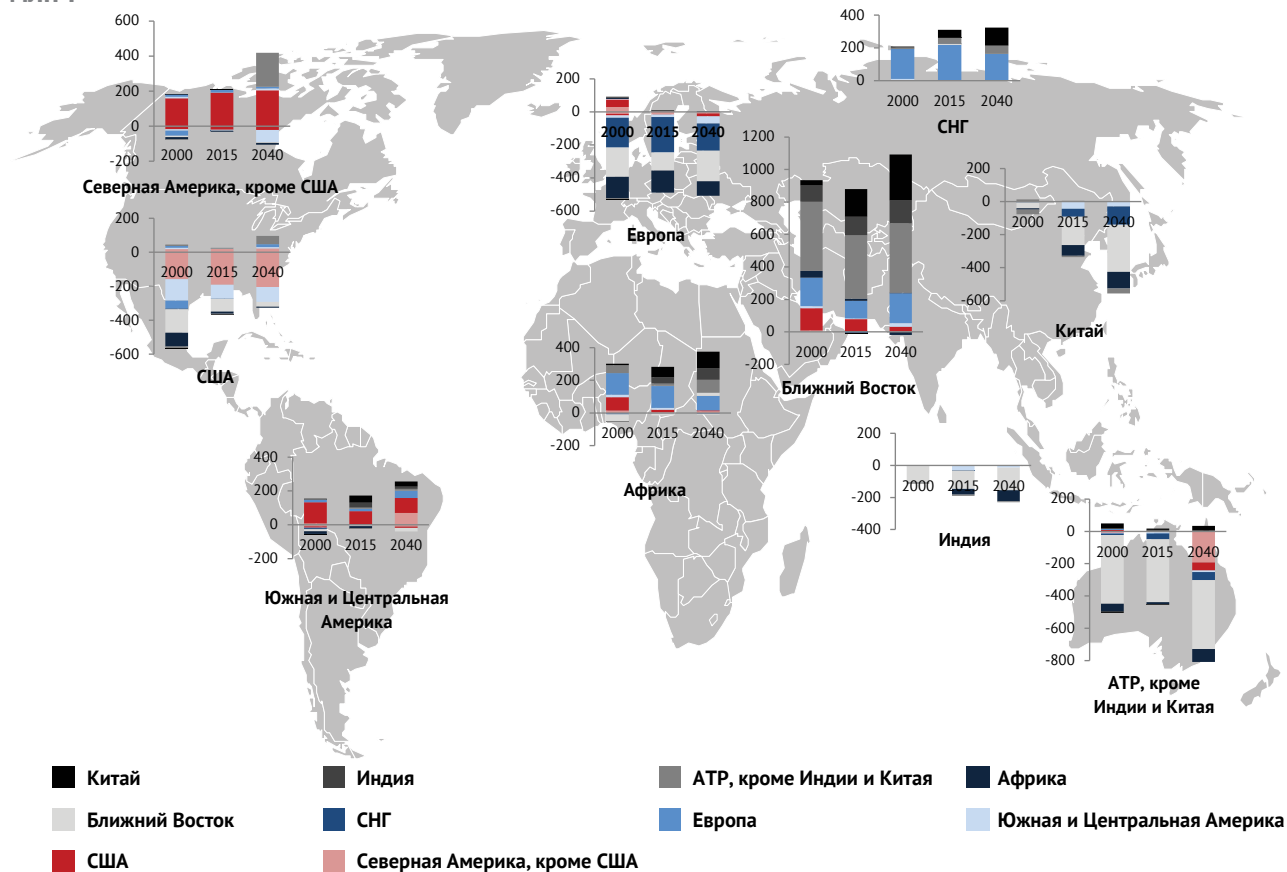 600
400
200
0
-200
2000 2015 2040
Северная Америка, кроме США
200
0
-200
-400
-600
2000 2015 2040
США
400
200
0
-200
2000 2015 2040
Южная и Центральная
Америка
200
0
-200
-400
-600
2000 2015 2040
Европа
400
200
0
-200
2000 2015 2040
Африка
400
200
0
2000 2015 2040
СНГ
1200
1000
800
600
400
200
0
-200
2000 2015 2040
Ближний Восток
200
0
-200
-400
-600
2000 2015 2040
Китай
200
0
-200
-400
2000 2015 2040
Индия
200
0
-200
-400
-600
-800
2000 2015 2040
АТР, кроме
Индии и Китая
Китай Индия АТР, кроме Индии и Китая Африка
Ближний Восток СНГ Европа Южная и Центральная Америка
США Северная Америка, кроме США